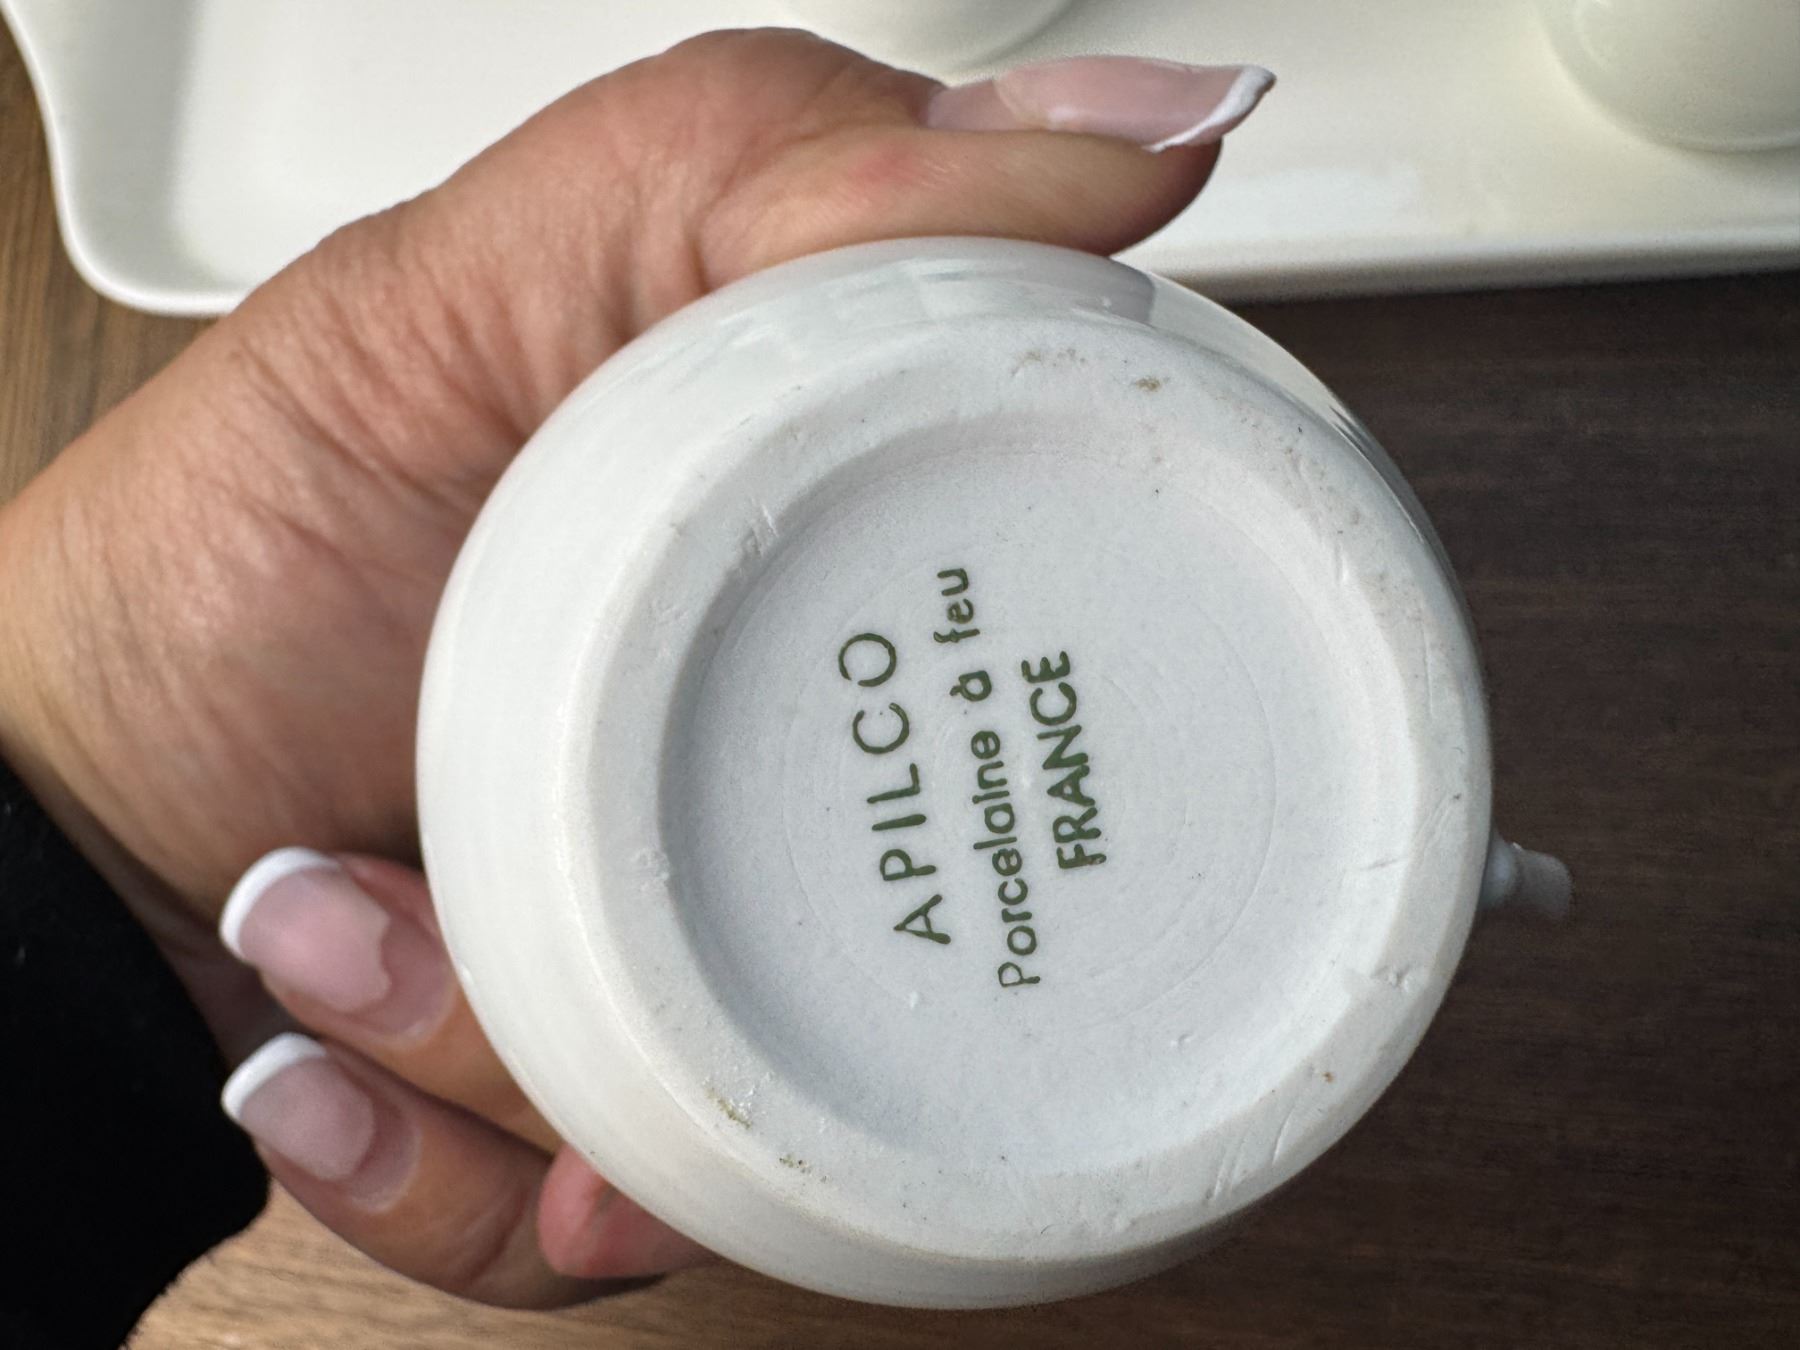 APILCO
Porcelaine à feu
FRANCE